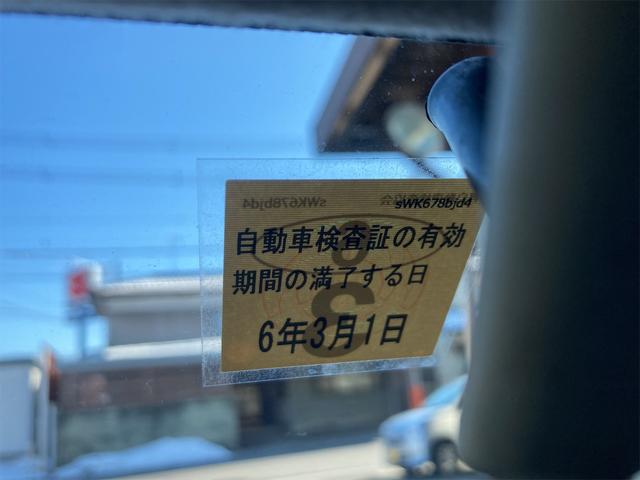 sWK678bjd4
自動車検査証の有効
期間の満了する日
6年3月1日